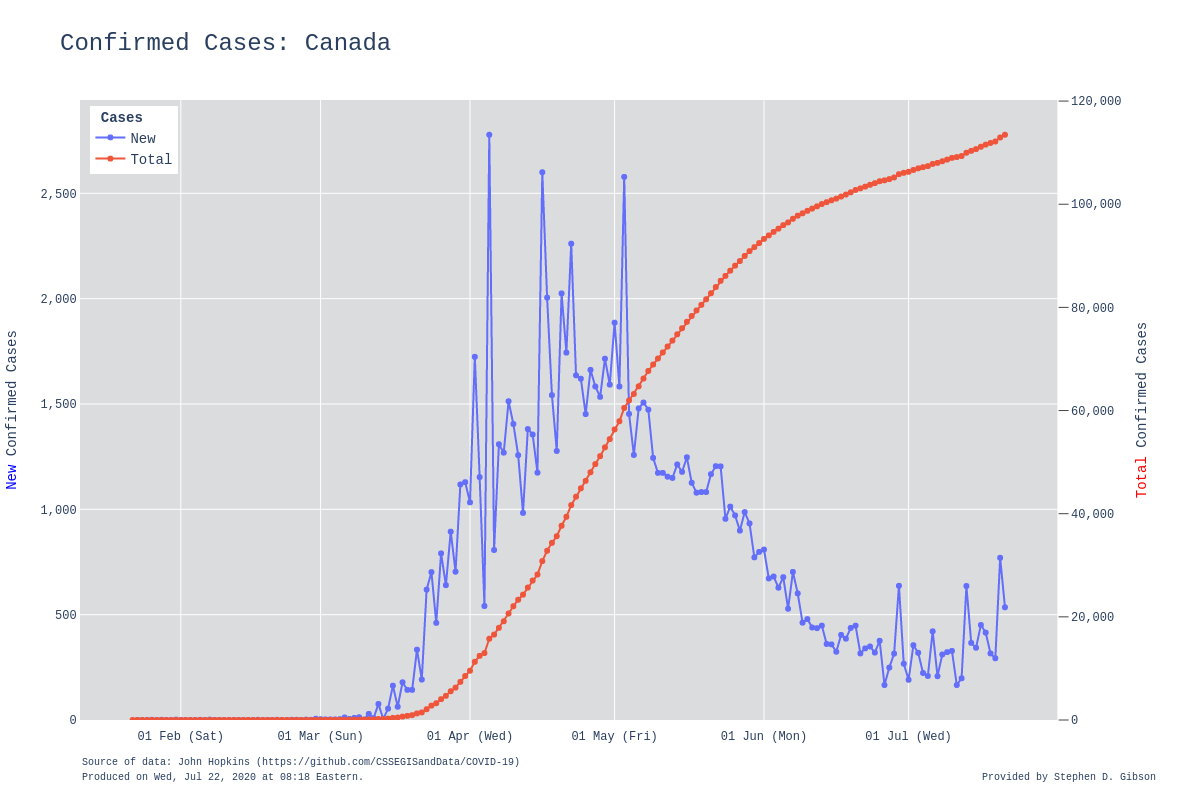 Confirmed Cases: Canada
Cases
New
Total
120,000
100,000
80,000
60,000
40,000
20,000
0
2,500
2,000
1,500
1,000
500
0
New Confirmed Cases
Total Confirmed Cases
01 Feb (Sat)
01 Mar (Sun)
01 Apr (Wed)
01 May (Fri)
01 Jun (Mon)
01 Jul (Wed)
Source of data: John Hopkins (https://github.com/CSSEGISandData/COVID-19)
Produced on Wed, Jul 22, 2020 at 08:18 Eastern.
Provided by Stephen D. Gibson